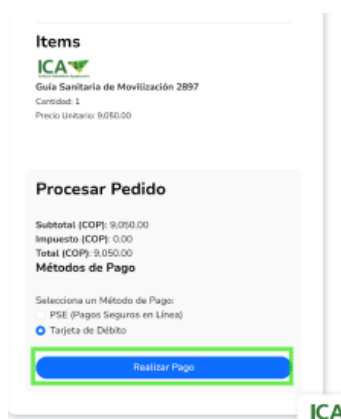 Items
ICA
Guía Sanitaria de Movilización 2897
Cantidad: 1
Precio Unitario: 9,050.00
Procesar Pedido
Subtotal (COP): 9,050.00
Impuesto (COP): 0.00
Total (COP): 9,050.00
Métodos de Pago
Selecciona un Método de Pago:
PSE (Pagos Seguros en Línea)
Tarjeta de Débito
Realizar Pago
ICA